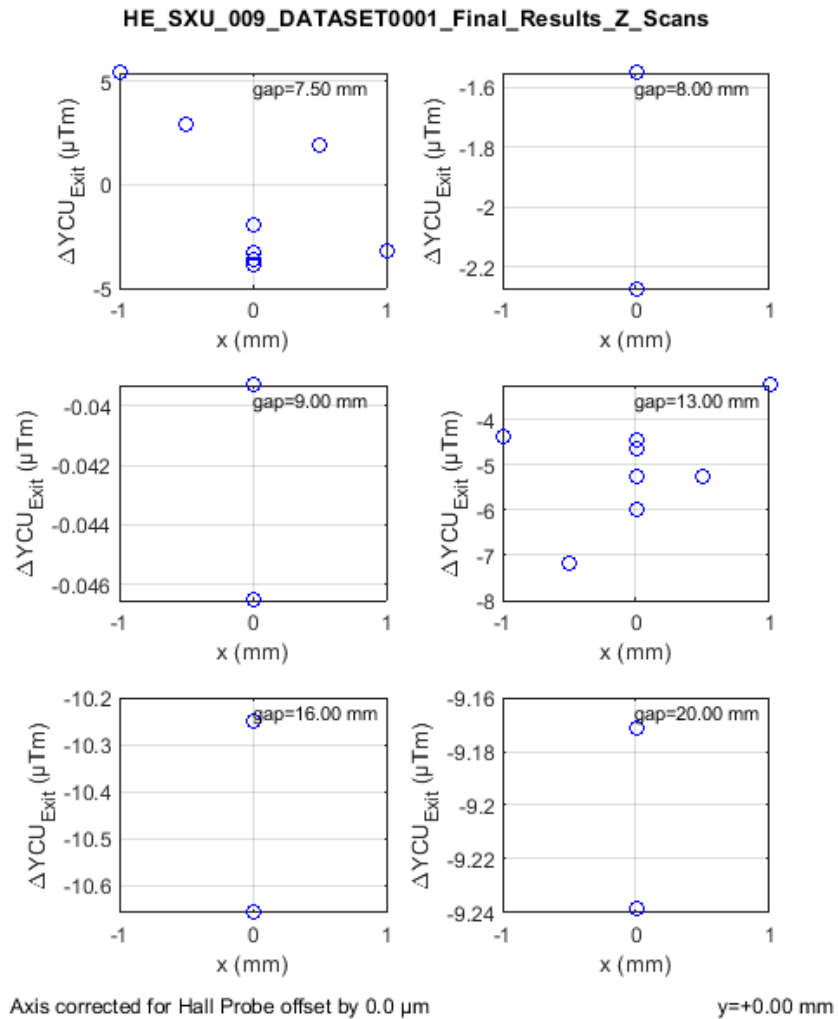 HE_SXU_009_DATASET0001_Final_Results_Z_Scans
gap=7.50 mm
5
0
-5
ΔYCU_Exit (µTm)
-1 0 1
x (mm)
gap=8.00 mm
-1.6
-1.8
-2
-2.2
ΔYCU_Exit (µTm)
-1 0 1
x (mm)
gap=9.00 mm
-0.04
-0.042
-0.044
-0.046
ΔYCU_Exit (µTm)
-1 0 1
x (mm)
gap=13.00 mm
-4
-5
-6
-7
-8
ΔYCU_Exit (µTm)
-1 0 1
x (mm)
gap=16.00 mm
-10.2
-10.3
-10.4
-10.5
-10.6
ΔYCU_Exit (µTm)
-1 0 1
x (mm)
gap=20.00 mm
-9.16
-9.18
-9.2
-9.22
-9.24
ΔYCU_Exit (µTm)
-1 0 1
x (mm)
Axis corrected for Hall Probe offset by 0.0 µm
y=+0.00 mm